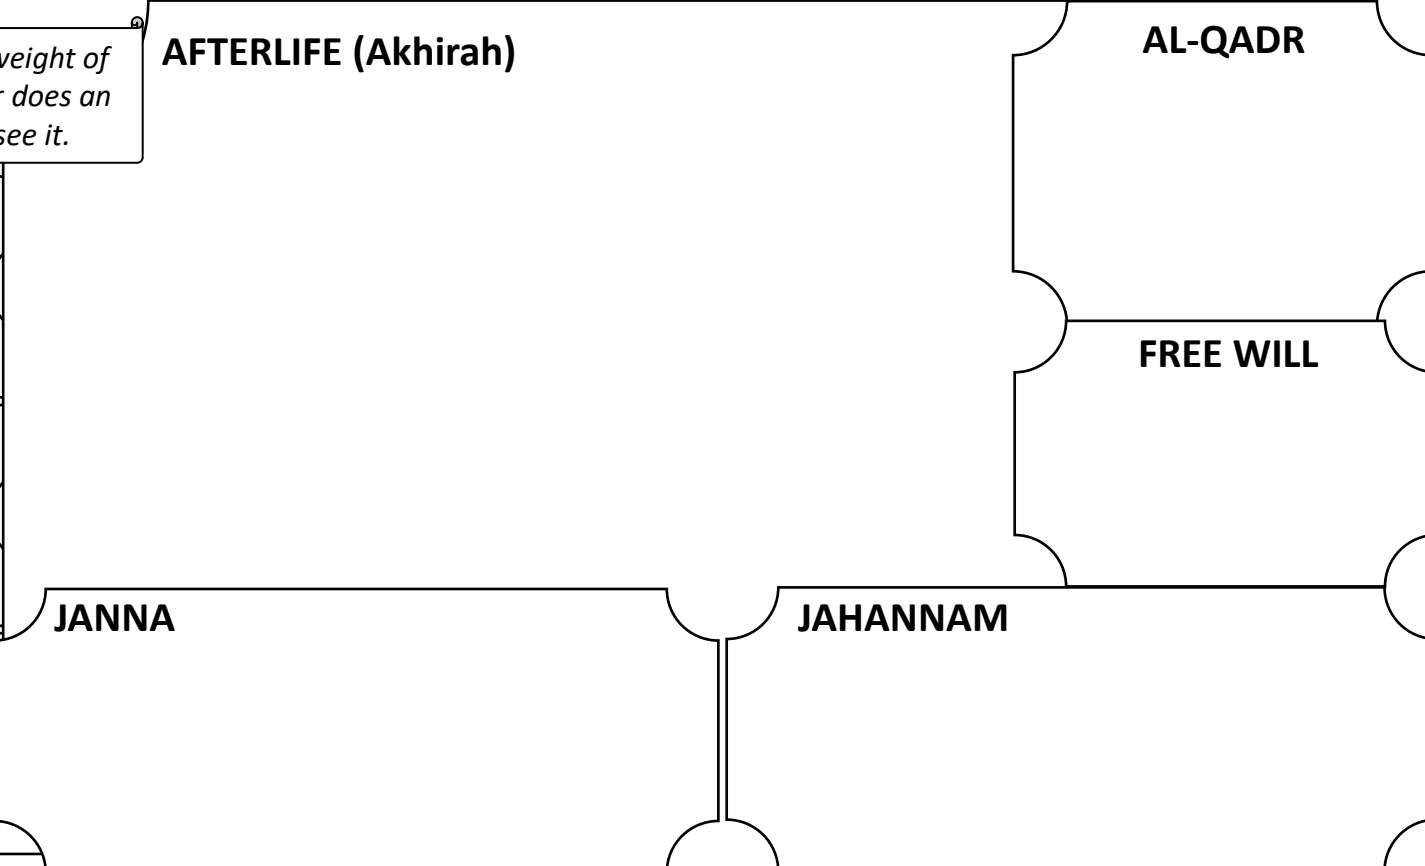 AFTERLIFE (Akhirah)
AL-QADR
weight of
does an
see it.
FREE WILL
JANNA
JAHANNAM